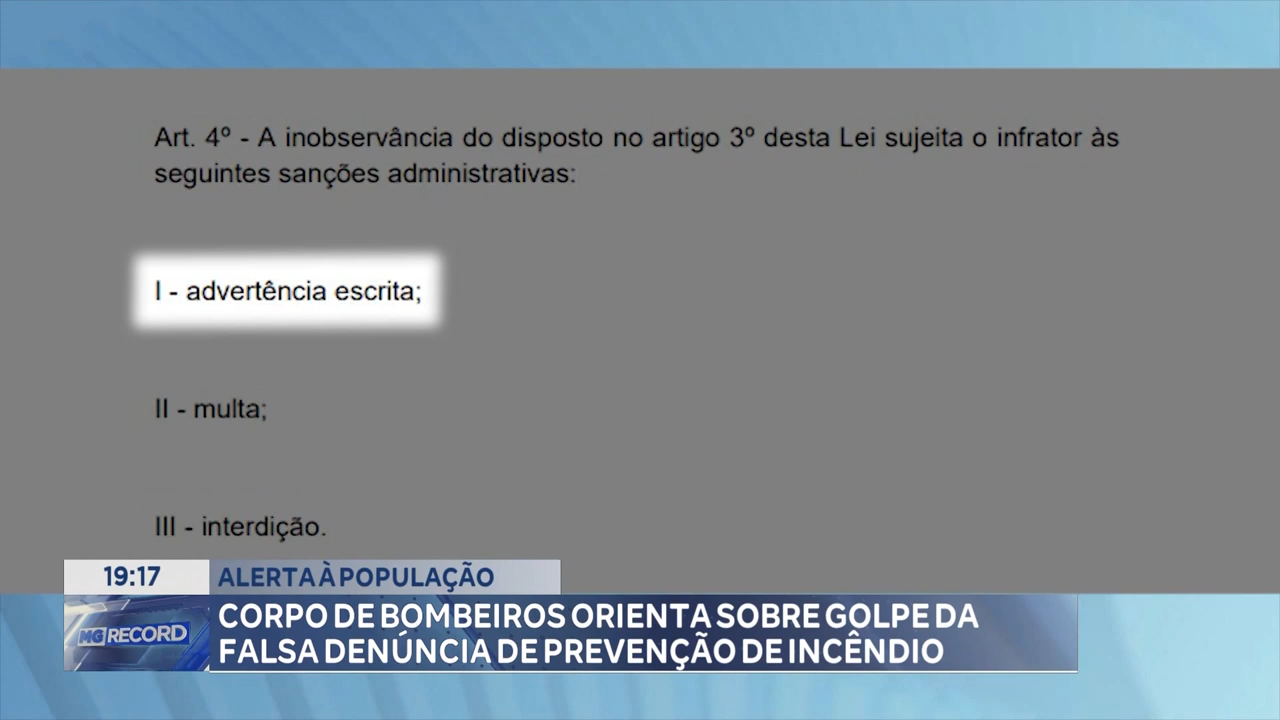 Art. 4º - A inobservância do disposto no artigo 3º desta Lei sujeita o infrator às
seguintes sanções administrativas:
I - advertência escrita;
II - multa;
III - interdição.
19:17 ALERTA À POPULAÇÃO
MG RECORD
CORPO DE BOMBEIROS ORIENTA SOBRE GOLPE DA
FALSA DENÚNCIA DE PREVENÇÃO DE INCÊNDIO